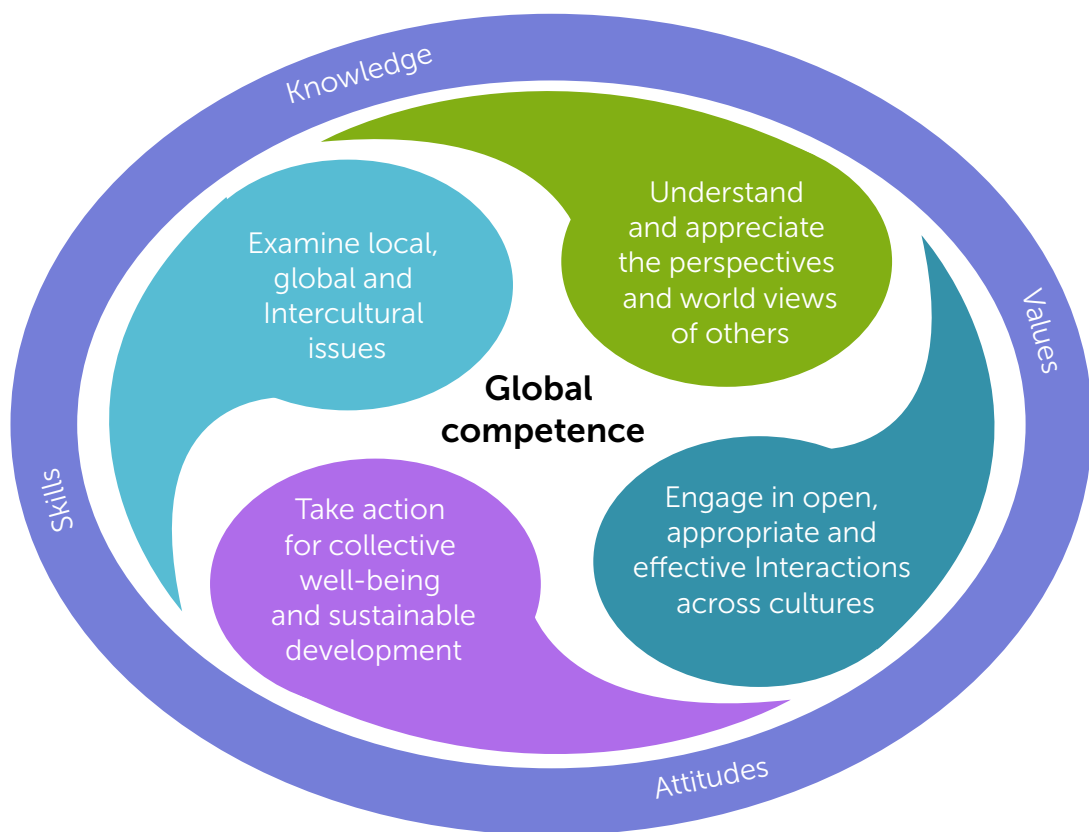 Knowledge
Understand
and appreciate
the perspectives
and world views
of others
Examine local,
global and
Intercultural
issues
Values
Global
competence
Skills
Take action
for collective
well-being
and sustainable
development
Engage in open,
appropriate and
effective Interactions
across cultures
Attitudes